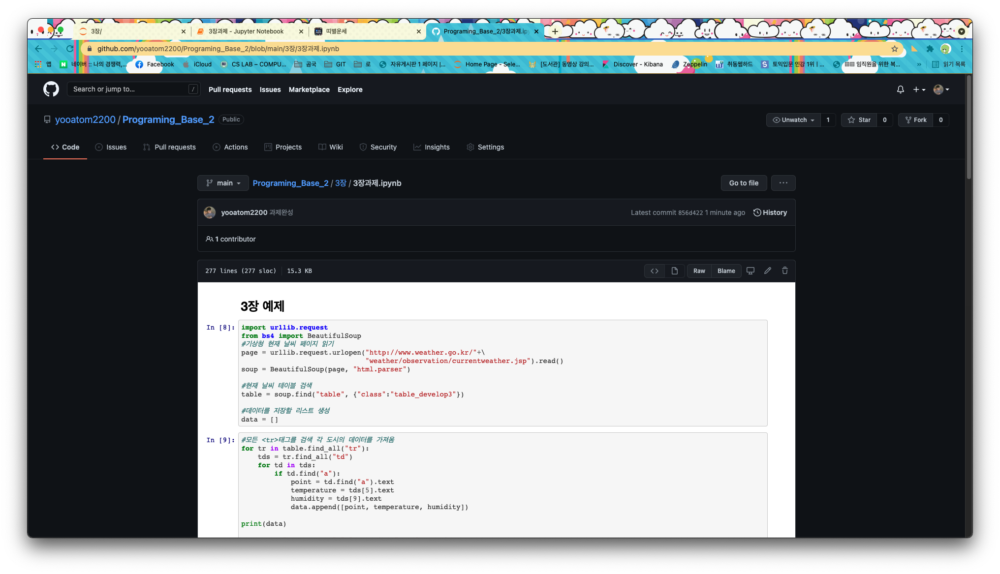 3장/
3장과제 - Jupyter Notebook
띠별운세
Programing_Base_2/3장과제.ipy
github.com/yooatom2200/Programing_Base_2/blob/main/3장/3장과제.ipynb
앱
네이버 :: 나의 경쟁력,...
Facebook
iCloud
CS LAB – COMPU...
곰국
GIT
로
자유게시판 1 페이지 |...
Home Page - Sele...
[도서관] 동영상 강의...
Discover - Kibana
Zeppelin
취동웹하드
토익입문 인강 1위 | ...
임직원을 위한 복...
»
읽기 목록
Search or jump to...
/
Pull requests
Issues
Marketplace
Explore
yooatom2200 / Programing_Base_2
Public
Unwatch
1
Star
0
Fork
0
Code
Issues
Pull requests
Actions
Projects
Wiki
Security
Insights
Settings
main
Programing_Base_2 / 3장 / 3장과제.ipynb
Go to file
...
yooatom2200 과제완성
Latest commit 856d422 1 minute ago
History
1 contributor
277 lines (277 sloc)
15.3 KB
Raw
Blame
3장 예제
In [8]:
import urllib.request
from bs4 import BeautifulSoup
#기상청 현재 날씨 페이지 읽기
page = urllib.request.urlopen("http://www.weather.go.kr/"+\
"weather/observation/currentweather.jsp").read()
soup = BeautifulSoup(page, "html.parser")
#현재 날씨 테이블 검색
table = soup.find("table", {"class":"table_develop3"})
#데이터를 저장할 리스트 생성
data = []
In [9]:
#모든 <tr>태그를 검색 각 도시의 데이터를 가져옴
for tr in table.find_all("tr"):
tds = tr.find_all("td")
for td in tds:
if td.find("a"):
point = td.find("a").text
temperature = tds[5].text
humidity = tds[9].text
data.append([point, temperature, humidity])
print(data)